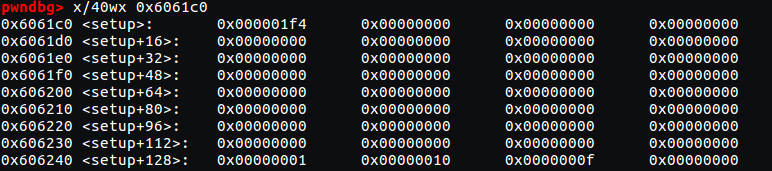 pwndbg> x/40wx 0x6061c0
0x6061c0 <setup>: 0x000001f4 0x00000000 0x00000000 0x00000000
0x6061d0 <setup+16>: 0x00000000 0x00000000 0x00000000 0x00000000
0x6061e0 <setup+32>: 0x00000000 0x00000000 0x00000000 0x00000000
0x6061f0 <setup+48>: 0x00000000 0x00000000 0x00000000 0x00000000
0x606200 <setup+64>: 0x00000000 0x00000000 0x00000000 0x00000000
0x606210 <setup+80>: 0x00000000 0x00000000 0x00000000 0x00000000
0x606220 <setup+96>: 0x00000000 0x00000000 0x00000000 0x00000000
0x606230 <setup+112>: 0x00000000 0x00000000 0x00000000 0x00000000
0x606240 <setup+128>: 0x00000001 0x00000010 0x0000000f 0x00000000